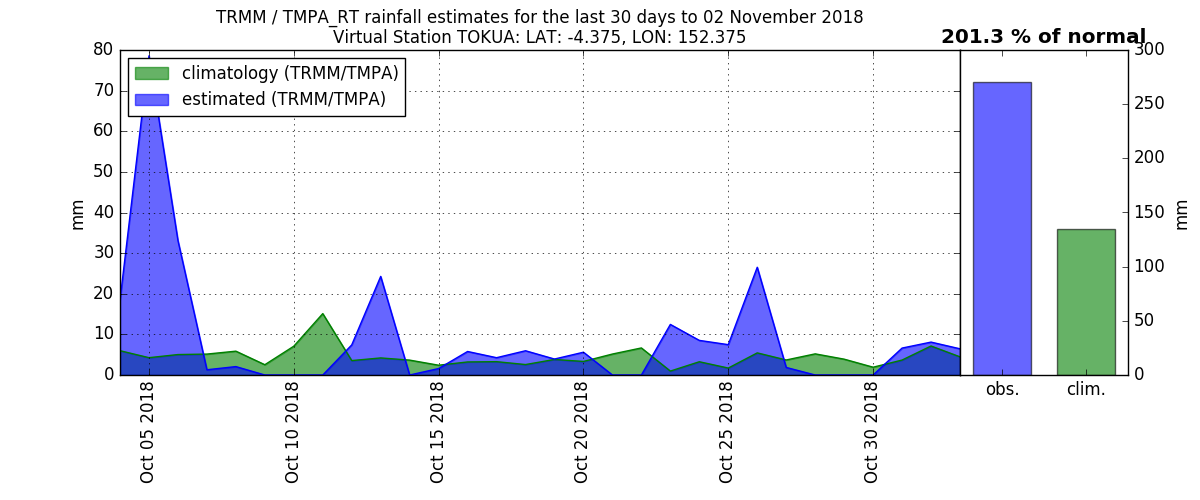 TRMM / TMPA_RT rainfall estimates for the last 30 days to 02 November 2018
Virtual Station TOKUA: LAT: -4.375, LON: 152.375
201.3 % of normal
climatology (TRMM/TMPA)
estimated (TRMM/TMPA)
80
70
60
50
40
30
20
10
0
mm
Oct 05 2018
Oct 10 2018
Oct 15 2018
Oct 20 2018
Oct 25 2018
Oct 30 2018
300
250
200
150
100
50
0
mm
obs.
clim.